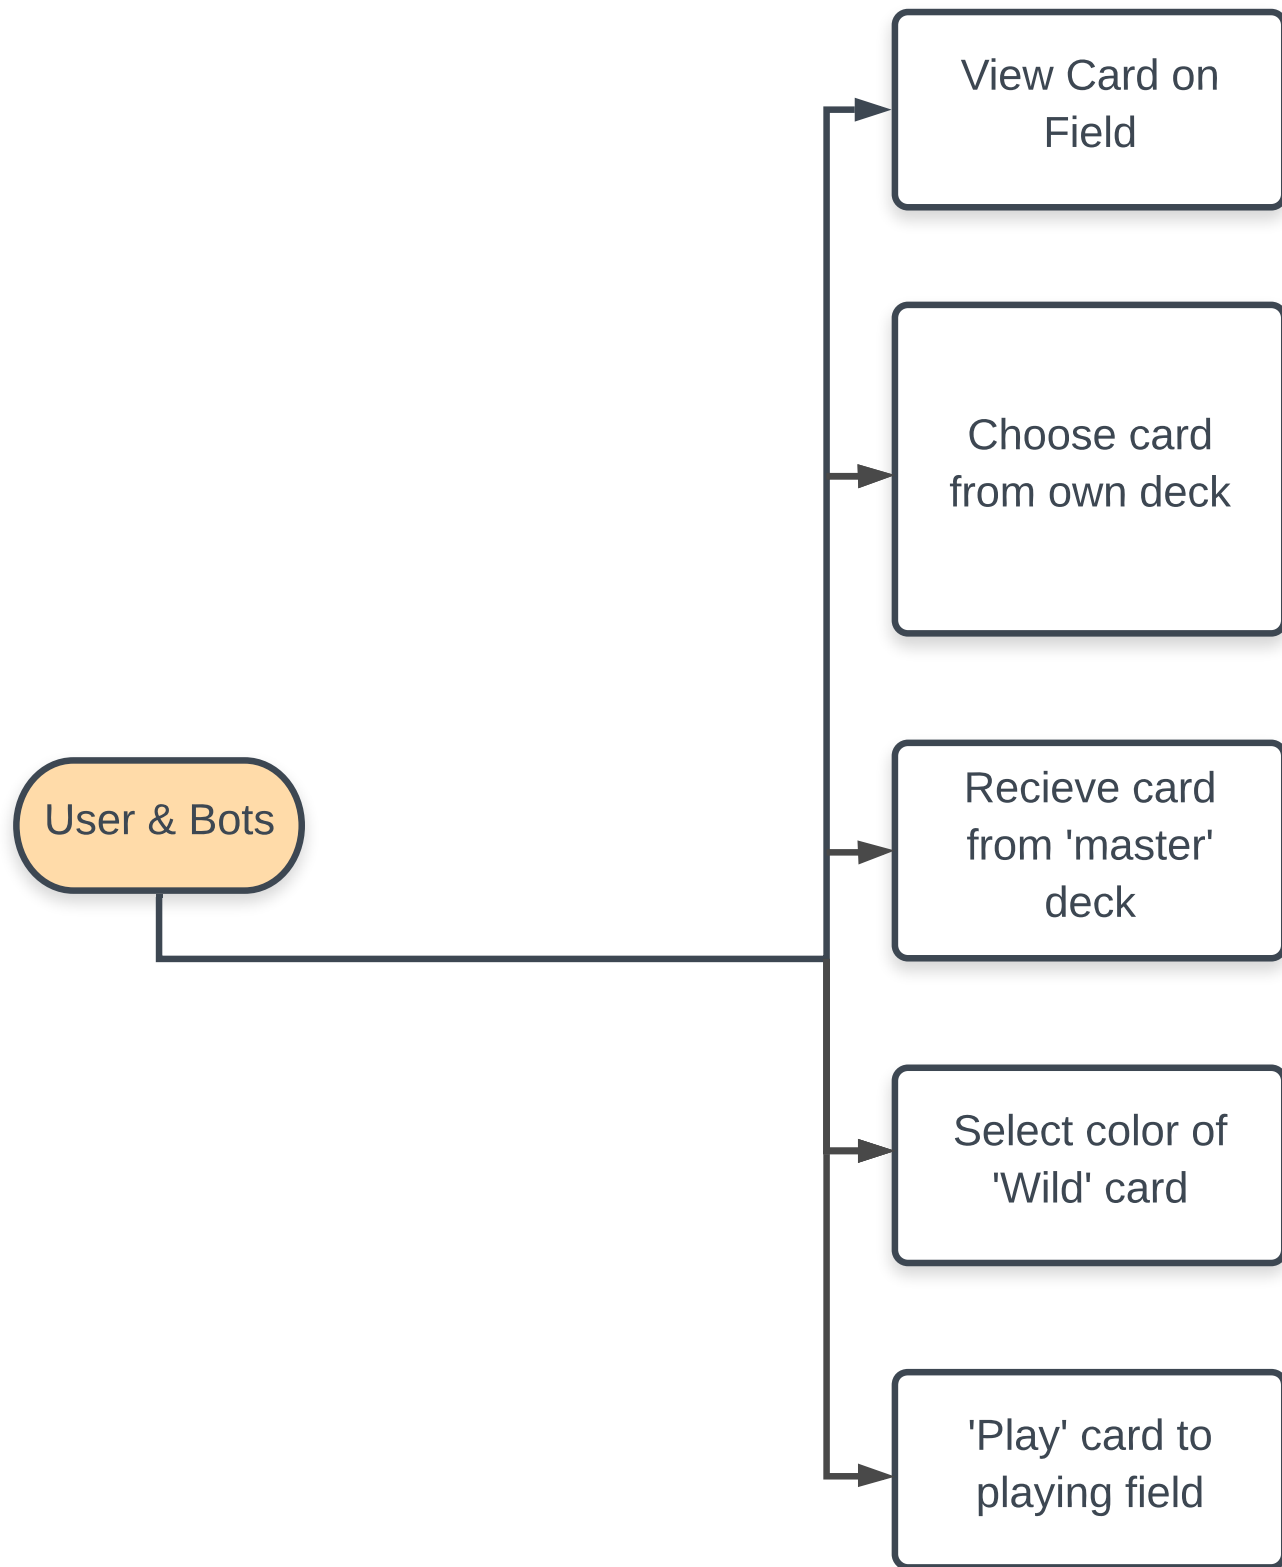 View Card on
Field
Choose card
from own deck
Recieve card
from 'master'
deck
User & Bots
Select color of
'Wild' card
'Play' card to
playing field